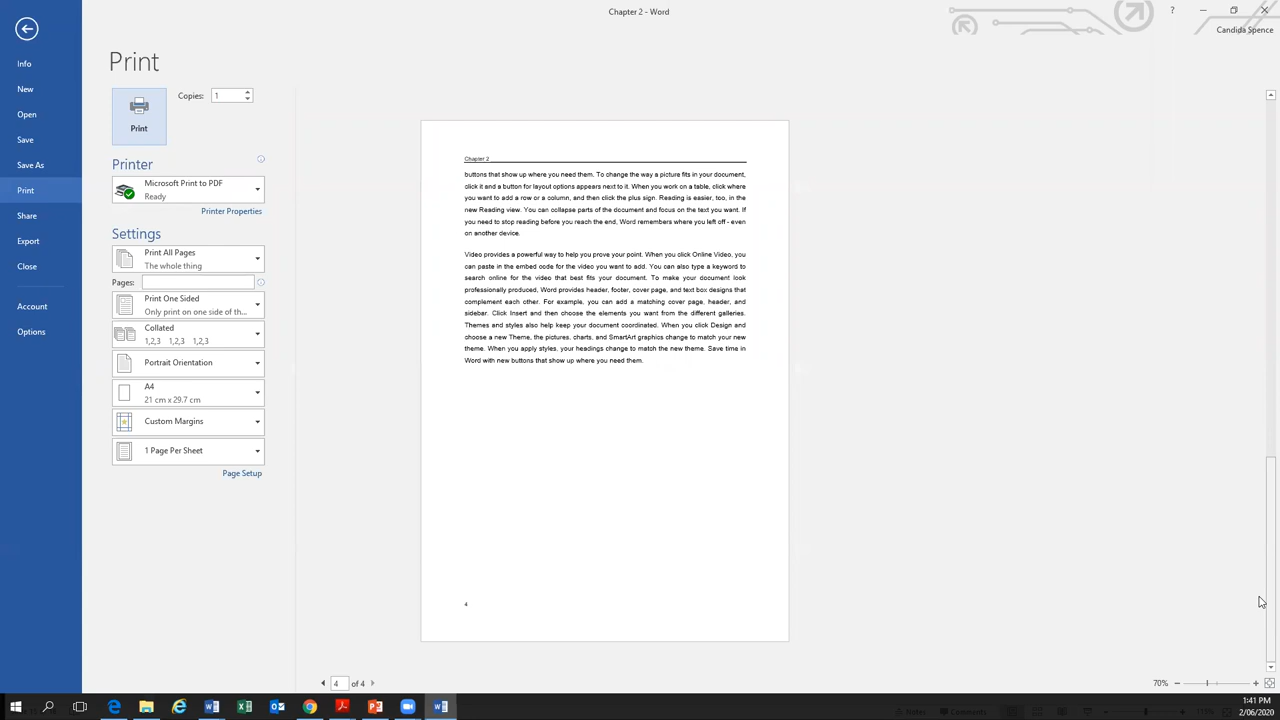 Chapter 2 - Word
?
Candida Spence
Info
New
Open
Save
Save As
Print
Share
Export
Close
Account
Options
Print
Print
Copies: 1
Printer
Microsoft Print to PDF
Ready
Printer Properties
Settings
Print All Pages
The whole thing
Pages:
Print One Sided
Only print on one side of th...
Collated
1,2,3 1,2,3 1,2,3
Portrait Orientation
A4
21 cm x 29.7 cm
Custom Margins
1 Page Per Sheet
Page Setup
Chapter 2
buttons that show up where you need them. To change the way a picture fits in your document,
click it and a button for layout options appears next to it. When you work on a table, click where
you want to add a row or a column, and then click the plus sign. Reading is easier, too, in the
new Reading view. You can collapse parts of the document and focus on the text you want. If
you need to stop reading before you reach the end, Word remembers where you left off - even
on another device.
Video provides a powerful way to help you prove your point. When you click Online Video, you
can paste in the embed code for the video you want to add. You can also type a keyword to
search online for the video that best fits your document. To make your document look
professionally produced, Word provides header, footer, cover page, and text box designs that
complement each other. For example, you can add a matching cover page, header, and
sidebar. Click Insert and then choose the elements you want from the different galleries.
Themes and styles also help keep your document coordinated. When you click Design and
choose a new Theme, the pictures, charts, and SmartArt graphics change to match your new
theme. When you apply styles, your headings change to match the new theme. Save time in
Word with new buttons that show up where you need them.
4
4 of 4
70%
1:41 PM
2/06/2020